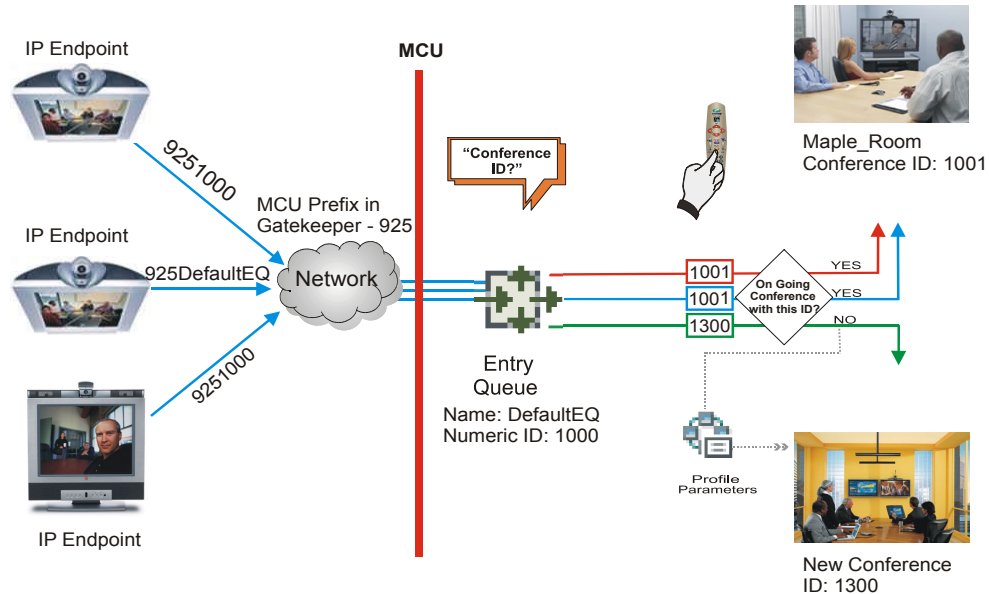 IP Endpoint
MCU
9251000
"Conference
ID?"
Maple_Room
Conference ID: 1001
MCU Prefix in
Gatekeeper - 925
IP Endpoint
925DefaultEQ
Network
1001
YES
1001
On Going
Conference
with this ID?
YES
1300
NO
9251000
Entry
Queue
Name: DefaultEQ
Numeric ID: 1000
Profile
Parameters
IP Endpoint
New Conference
ID: 1300